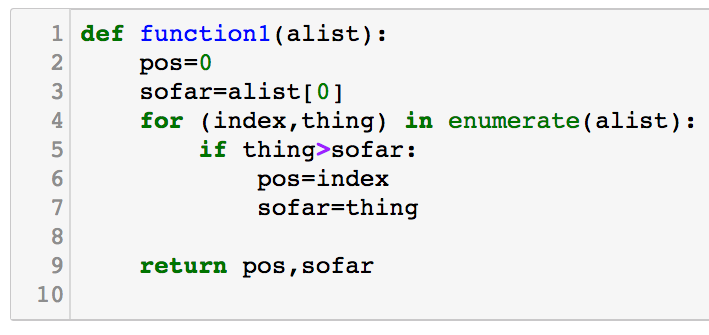 1 def function1(alist):
2     pos=0
3     sofar=alist[0]
4     for (index,thing) in enumerate(alist):
5         if thing>sofar:
6             pos=index
7             sofar=thing
8
9     return pos,sofar
10